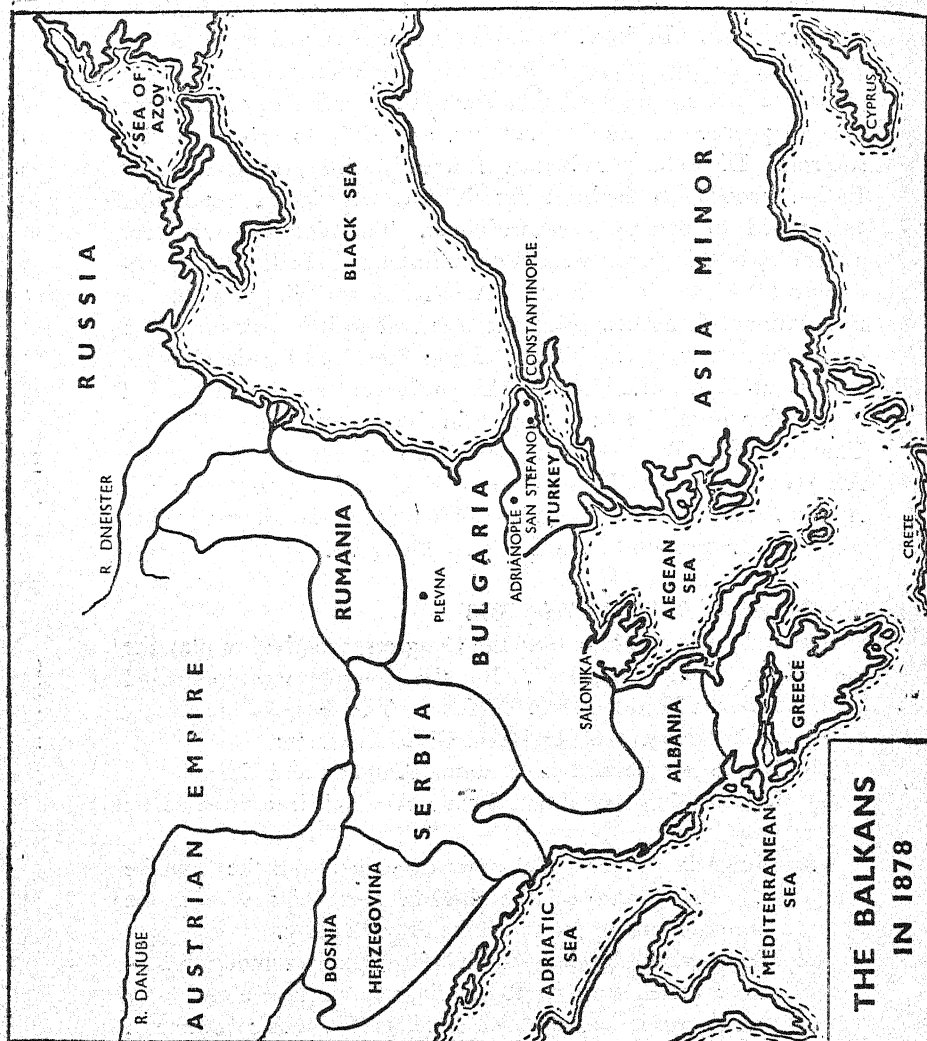 RUSSIA
SEA OF
AZOV
R. DNEISTER
AUSTRIAN EMPIRE
R. DANUBE
BLACK SEA
RUMANIA
BOSNIA
HERZEGOVINA
SERBIA
PLEVNA
BULGARIA
ADRIANOPLE
SAN STEFANO
CONSTANTINOPLE
TURKEY
ADRIATIC
SEA
SALONIKA
ALBANIA
AEGEAN
SEA
ASIA MINOR
GREECE
MEDITERRANEAN
SEA
CRETE
CYPRUS
THE BALKANS
IN 1878